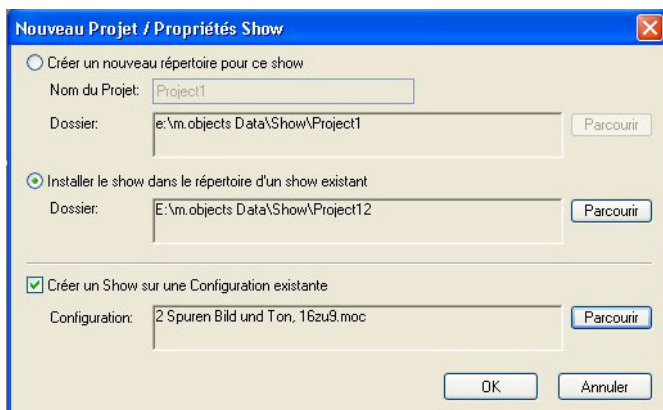 Nouveau Projet / Propriétés Show
Créer un nouveau répertoire pour ce show
Nom du Projet: Project1
Dossier: e:\m.objects Data\Show\Project1 Parcourir
Installer le show dans le répertoire d'un show existant
Dossier: E:\m.objects Data\Show\Project12 Parcourir
Créer un Show sur une Configuration existante
Configuration: 2 Spuren Bild und Ton, 16zu9.moc Parcourir
OK Annuler